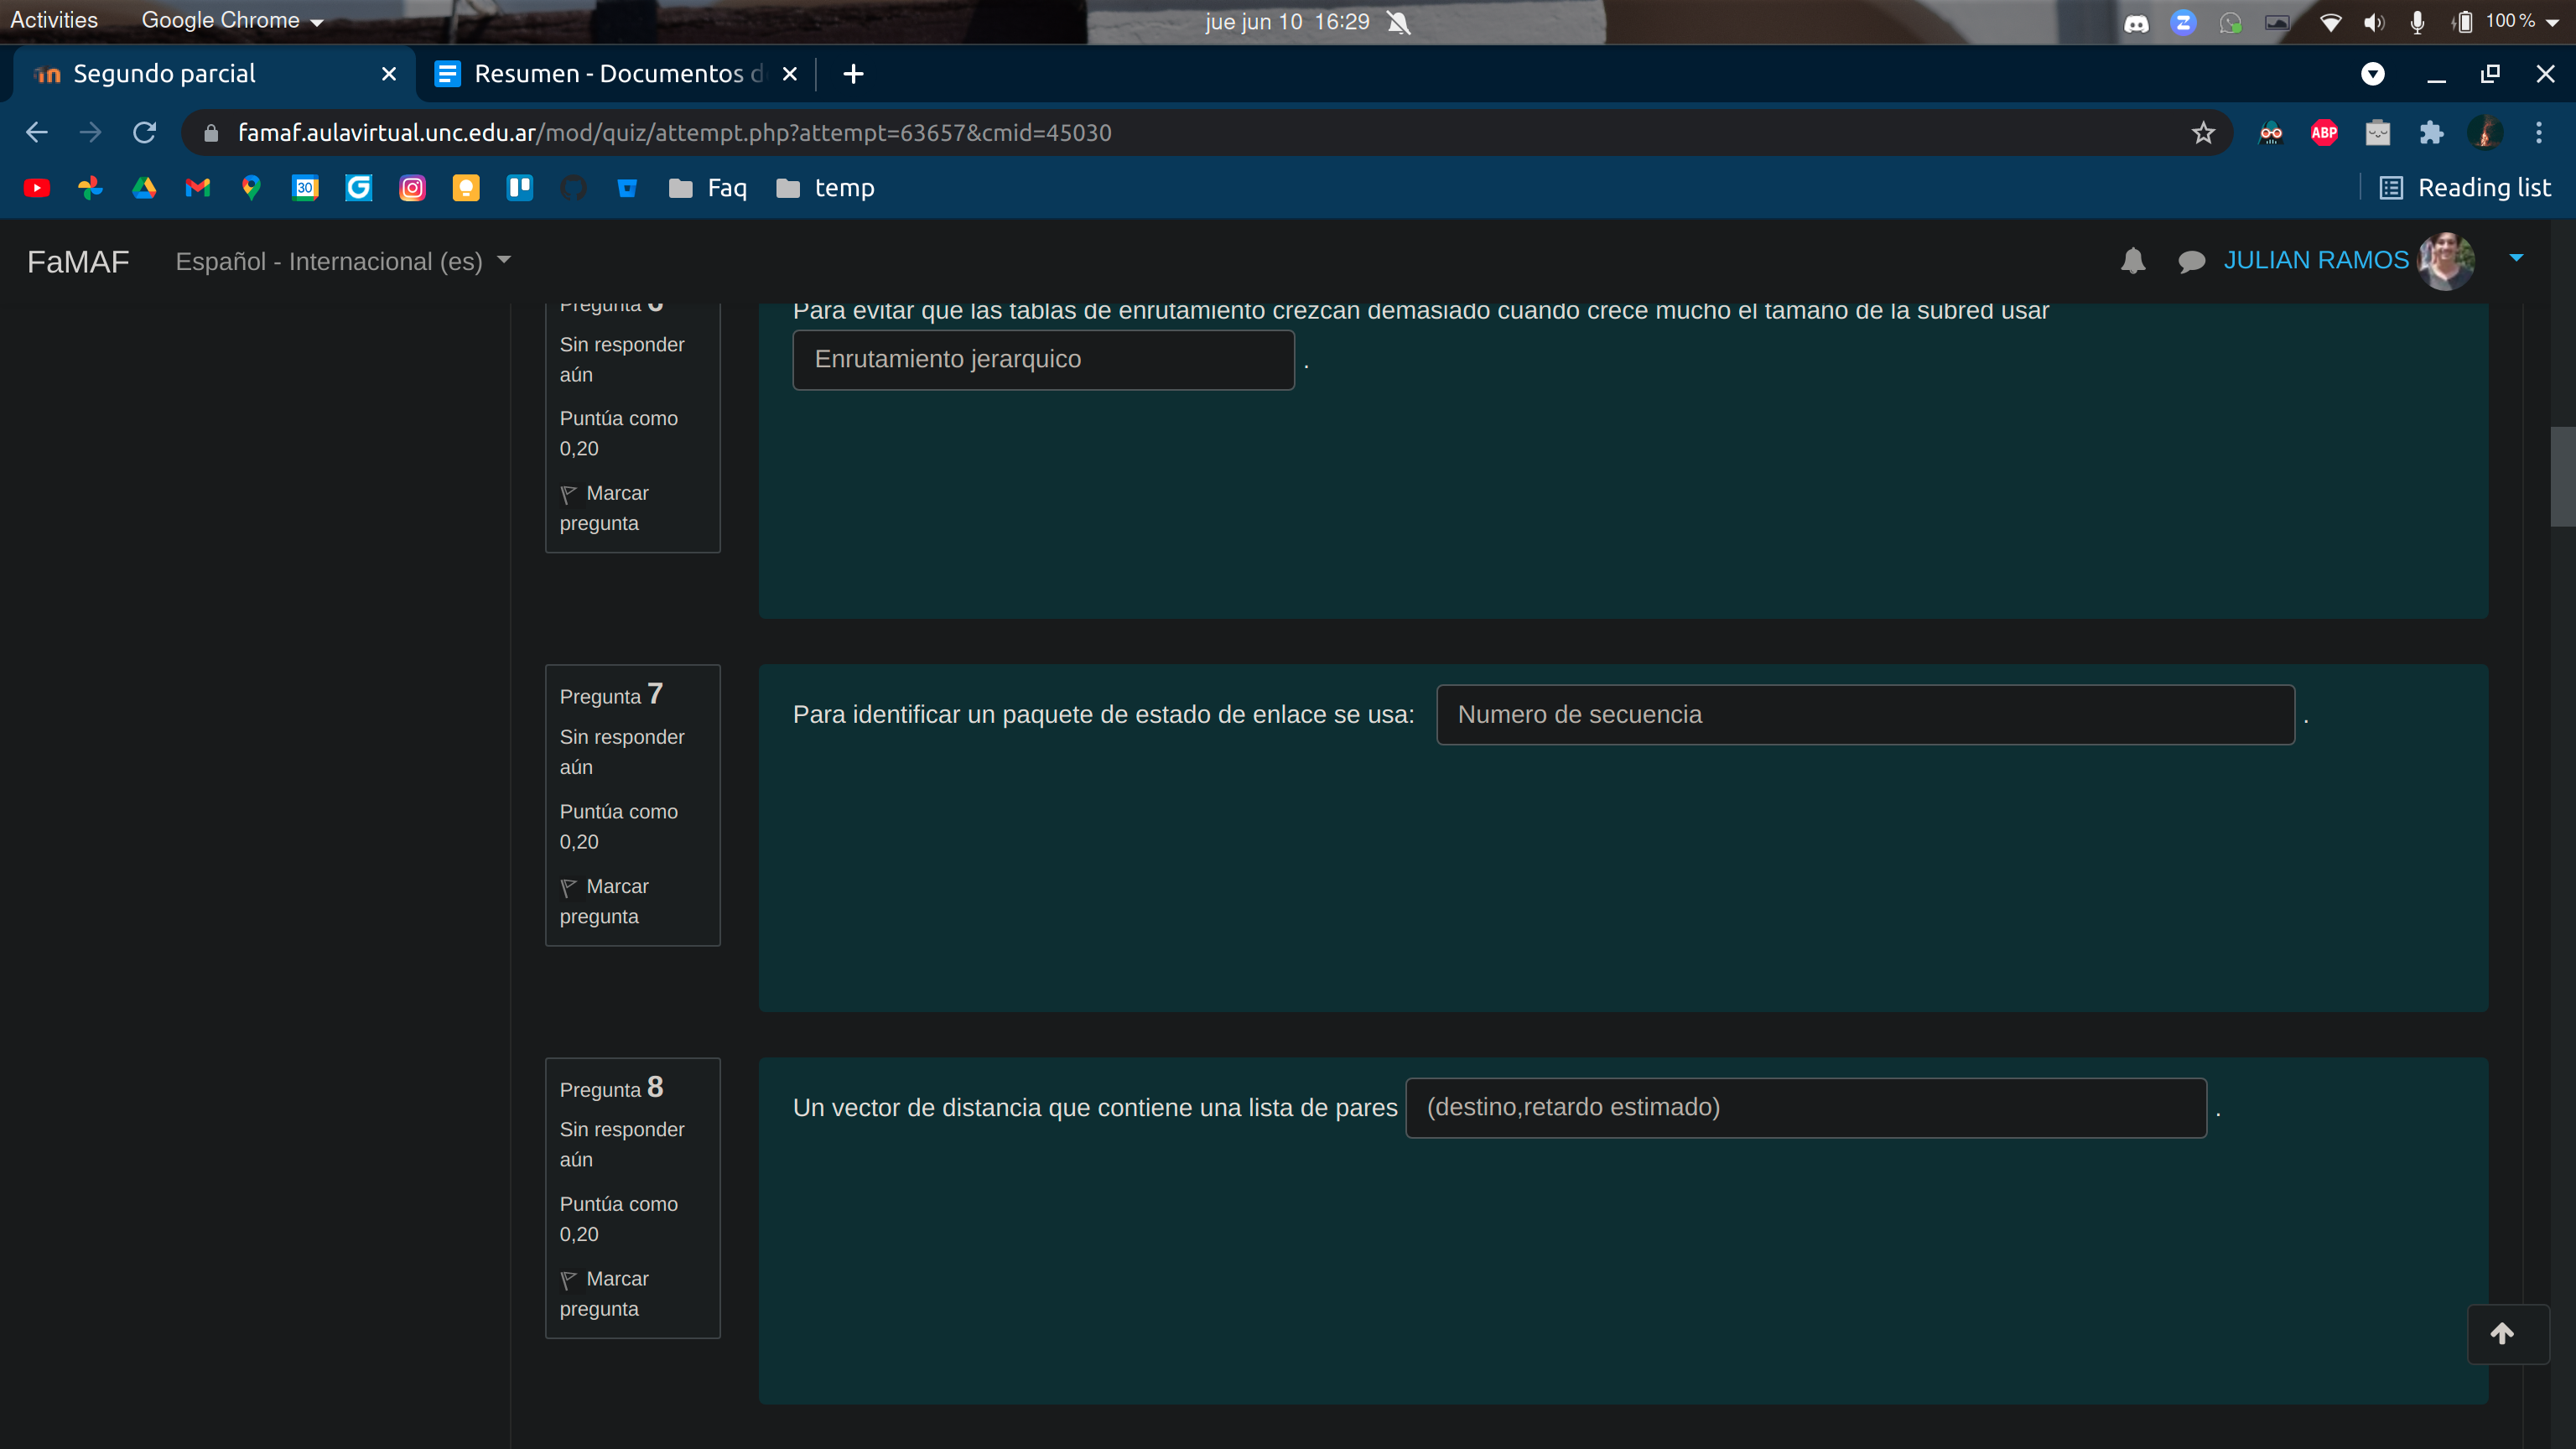 Activities Google Chrome jue jun 10 16:29 100 %
Segundo parcial Resumen - Documentos d
famaf.aulavirtual.unc.edu.ar/mod/quiz/attempt.php?attempt=63657&cmid=45030 ABP
30 Faq temp Reading list
FaMAF Español - Internacional (es) JULIAN RAMOS
Pregunta 6
Para evitar que las tablas de enrutamiento crezcan demasiado cuando crece mucho el tamaño de la subred usar
Enrutamiento jerarquico .
Sin responder
aún
Puntúa como
0,20
Marcar
pregunta
Pregunta 7
Sin responder
aún
Puntúa como
0,20
Marcar
pregunta
Para identificar un paquete de estado de enlace se usa: Numero de secuencia .
Pregunta 8
Sin responder
aún
Puntúa como
0,20
Marcar
pregunta
Un vector de distancia que contiene una lista de pares (destino,retardo estimado) .